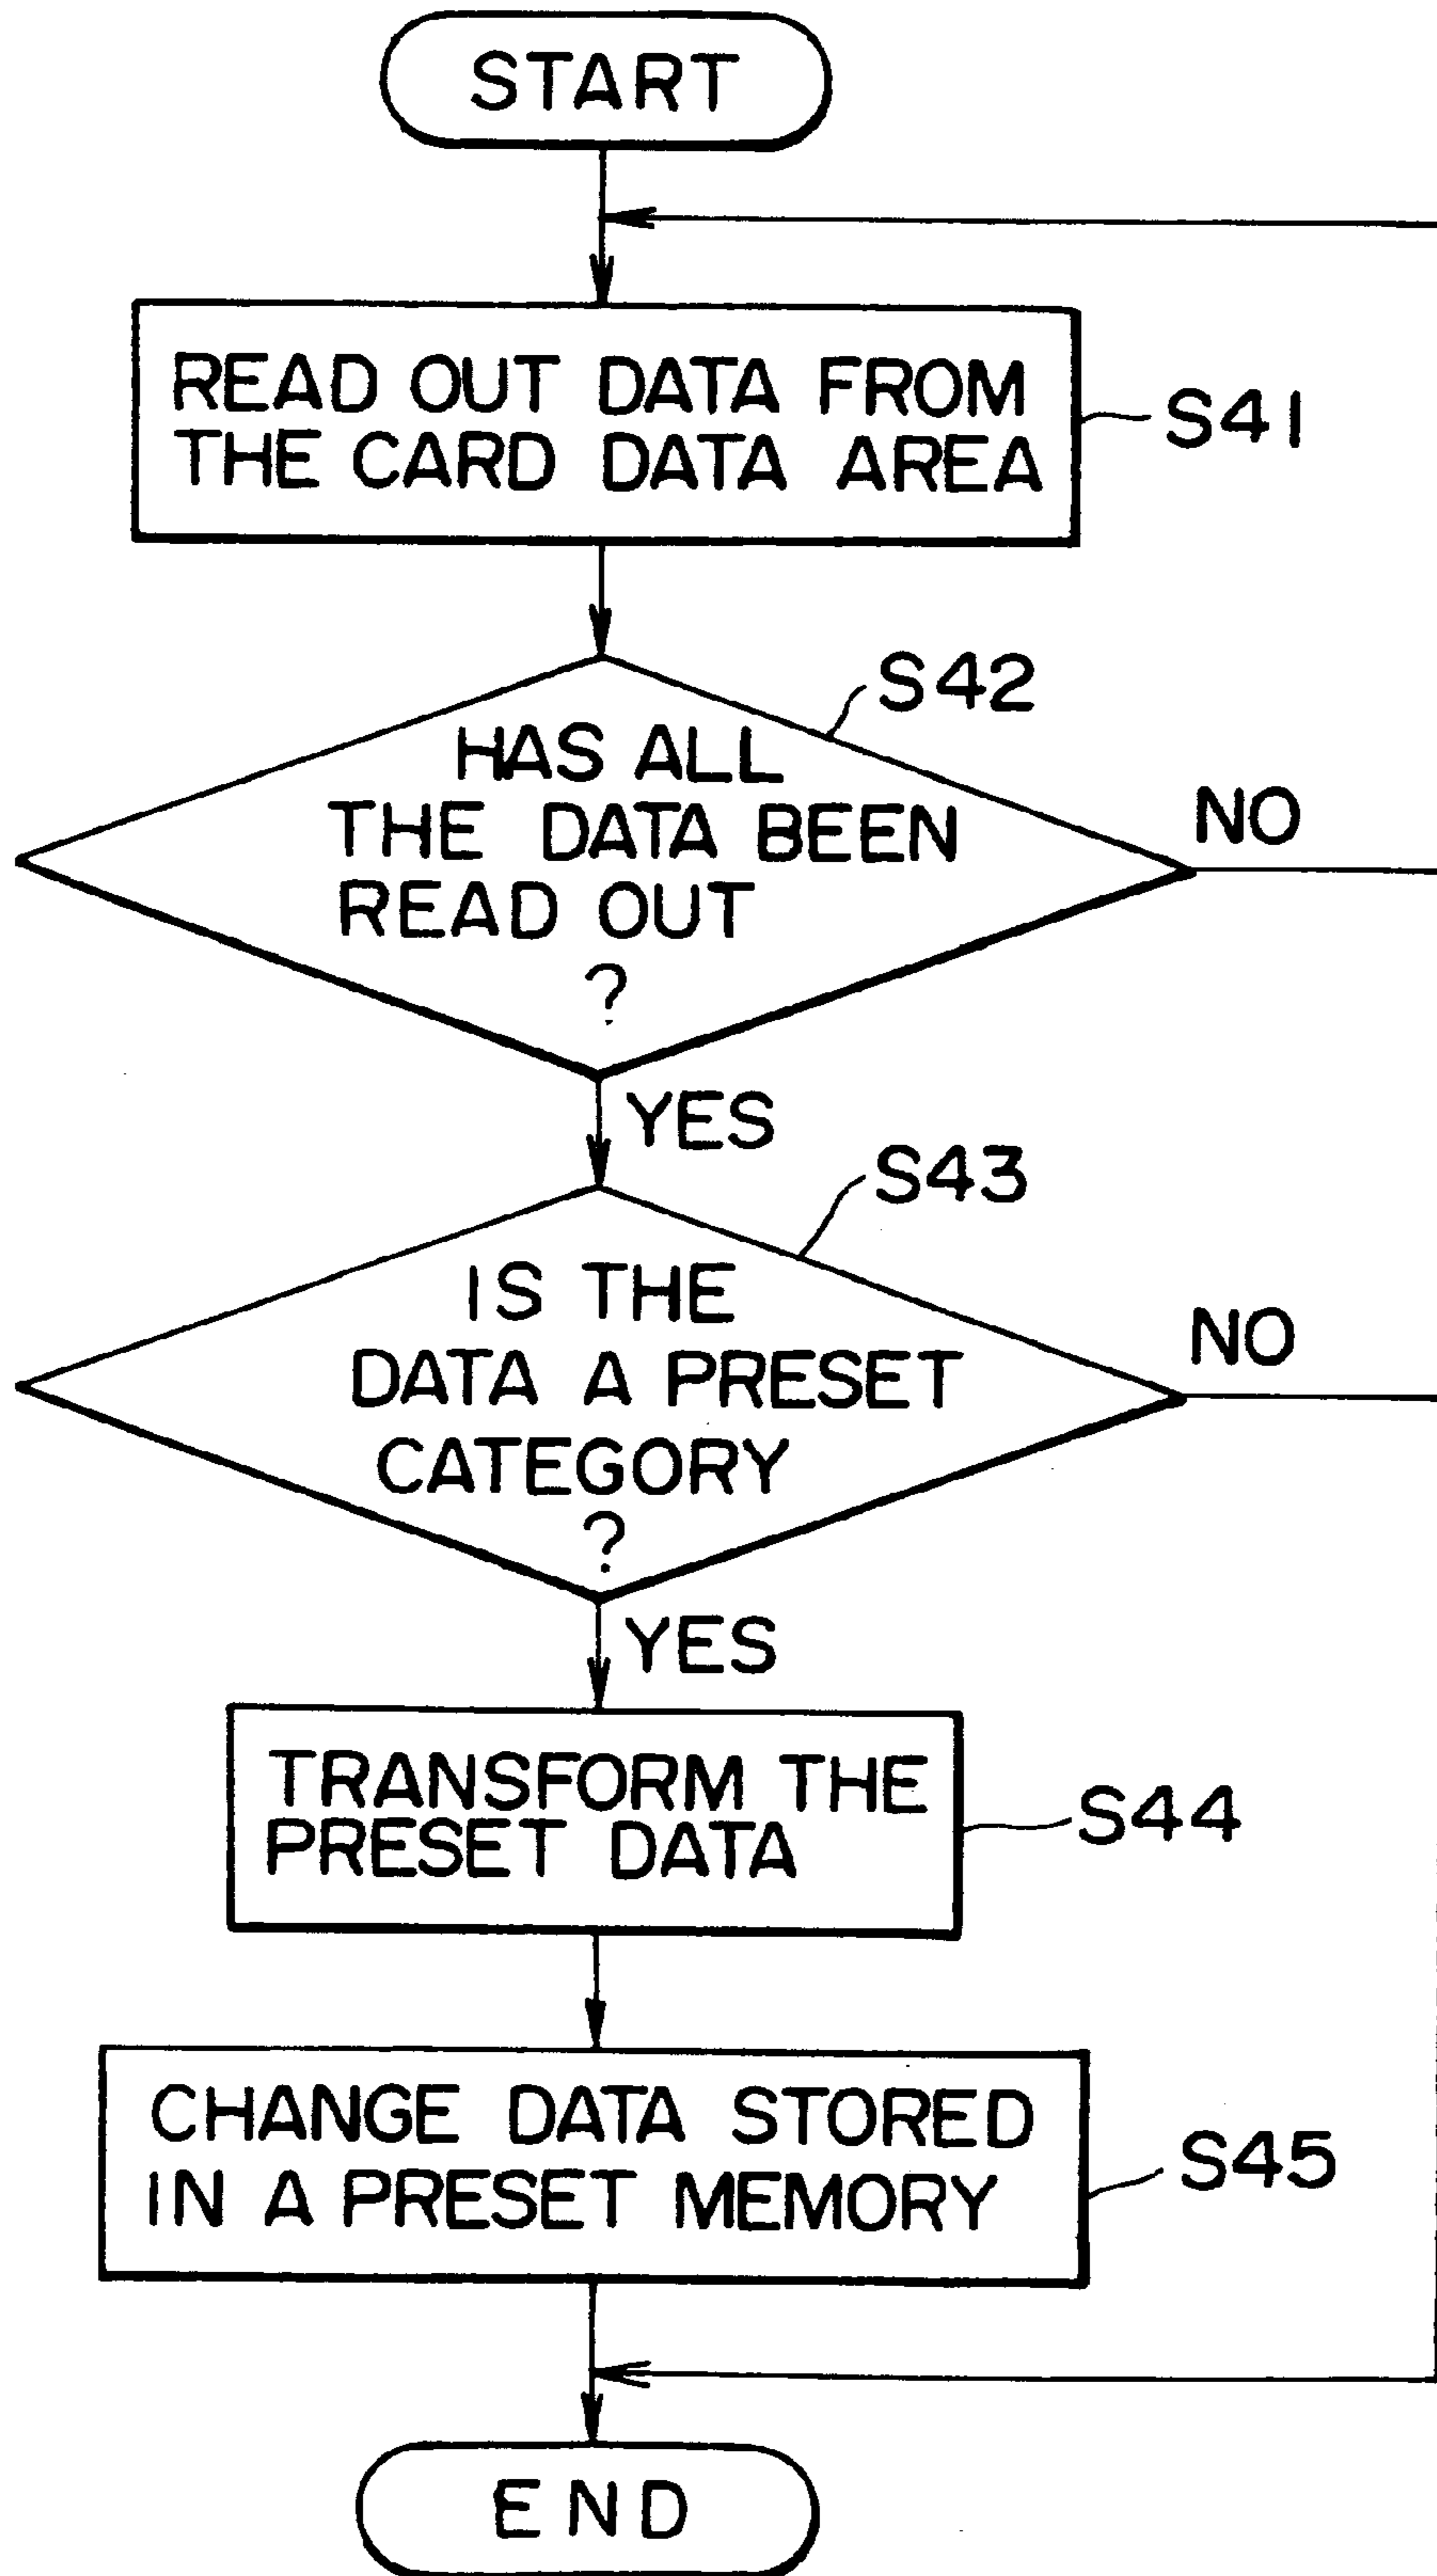 START
READ OUT DATA FROM
THE CARD DATA AREA
S41
S42
HAS ALL
THE DATA BEEN
READ OUT
?
NO
YES
S43
IS THE
DATA A PRESET
CATEGORY
?
NO
YES
TRANSFORM THE
PRESET DATA
S44
CHANGE DATA STORED
IN A PRESET MEMORY
S45
END